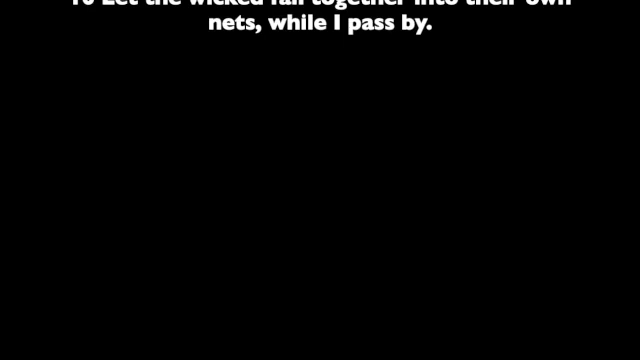 10 Let the wicked fall together into their own
nets, while I pass by.